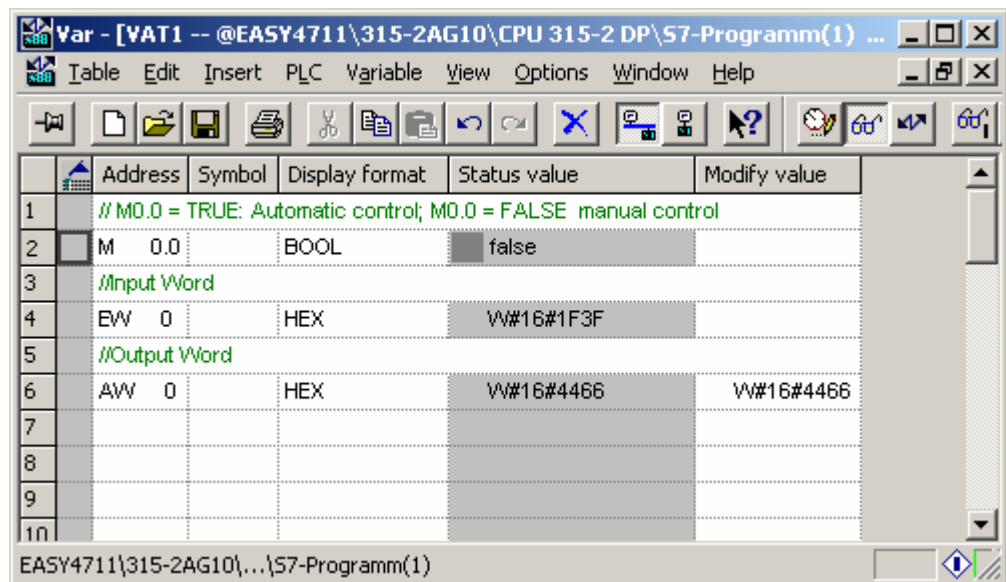 Var - [VAT1 -- @EASY4711\315-2AG10\CPU 315-2 DP\S7-Programm(1) ...
Table Edit Insert PLC Variable View Options Window Help
Address Symbol Display format Status value Modify value
1 // M0.0 = TRUE: Automatic control; M0.0 = FALSE manual control
2 M 0.0 BOOL false
3 //Input Word
4 EW 0 HEX W#16#1F3F
5 //Output Word
6 AW 0 HEX W#16#4466 W#16#4466
7
8
9
10
EASY4711\315-2AG10\...\S7-Programm(1)